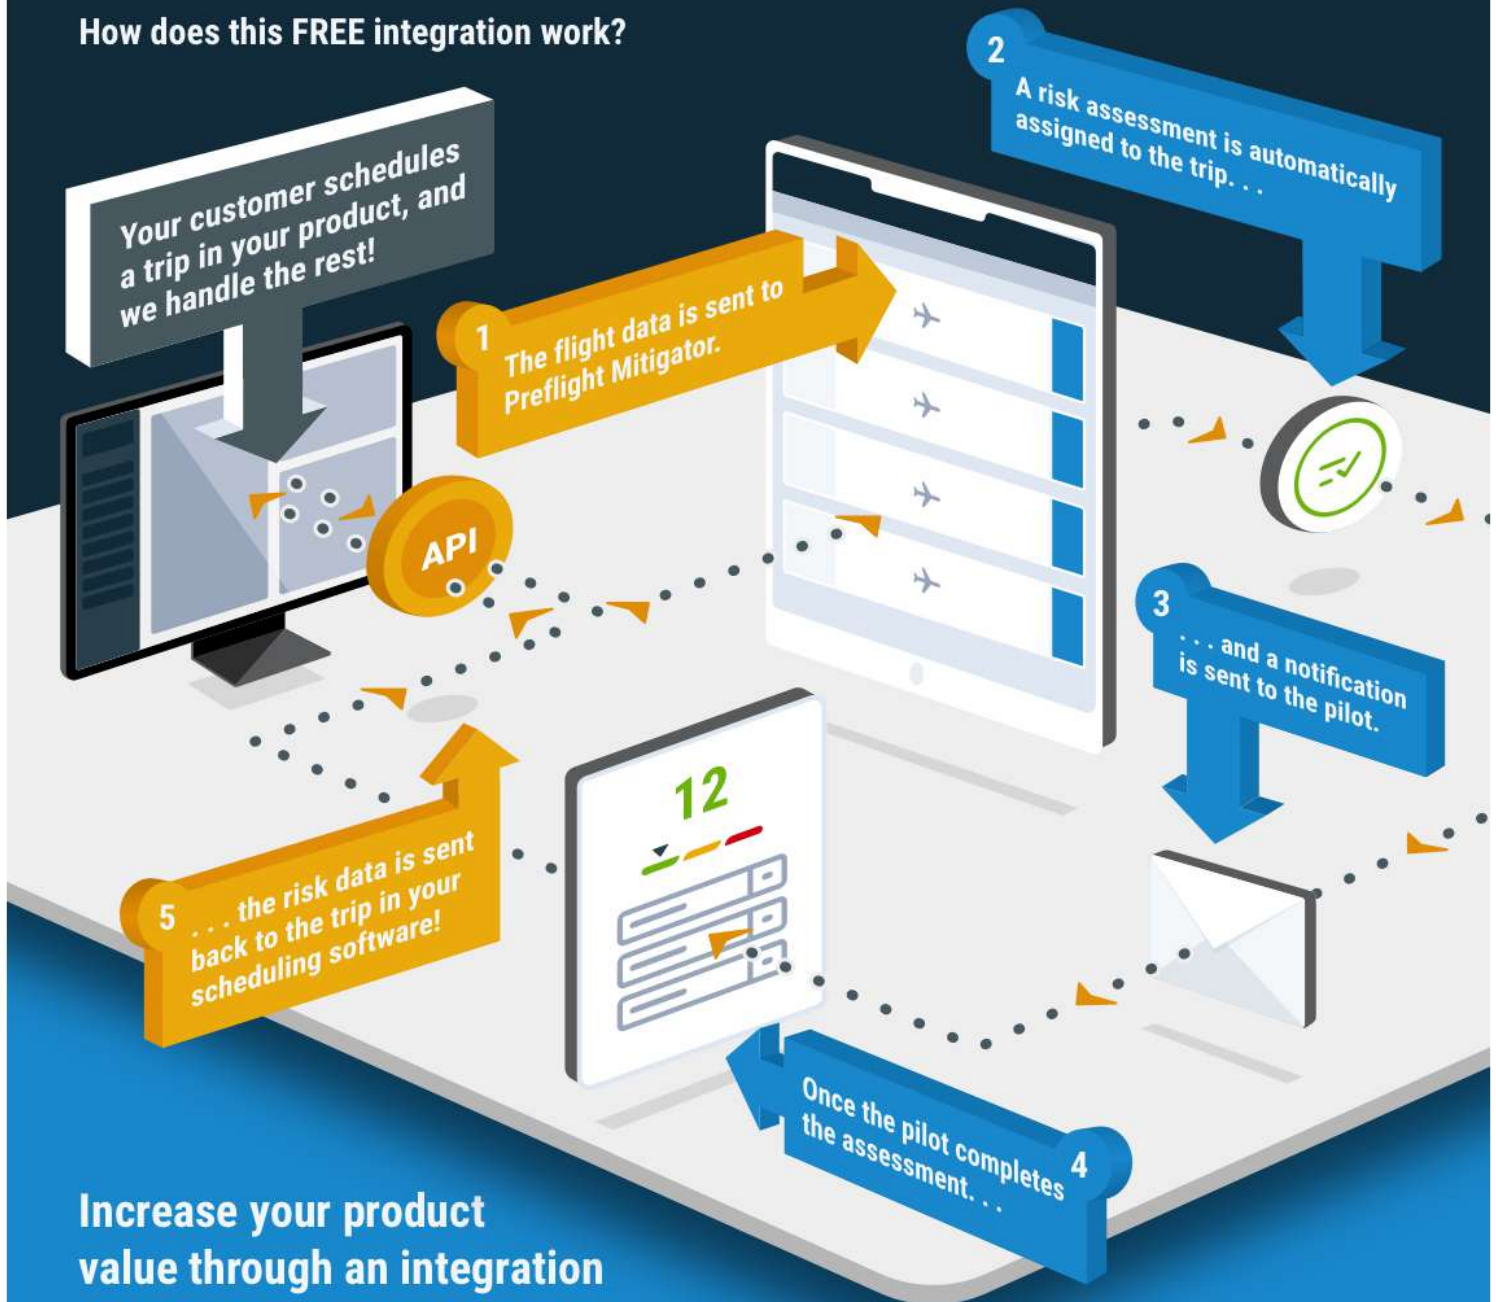 How does this FREE integration work?
Your customer schedules
a trip in your product, and
we handle the rest!
1
The flight data is sent to
Preflight Mitigator.
2
A risk assessment is automatically
assigned to the trip. . .
API
3
. . . and a notification
is sent to the pilot.
12
4
Once the pilot completes
the assessment. . .
5
. . . the risk data is sent
back to the trip in your
scheduling software!
Increase your product
value through an integration